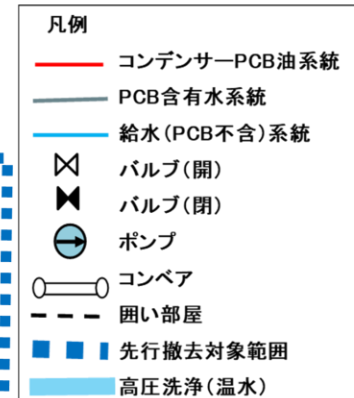 凡例
コンデンサーPCB油系統
PCB含有水系統
給水(PCB不含)系統
バルブ(開)
バルブ(閉)
ポンプ
コンベア
囲い部屋
先行撤去対象範囲
高圧洗浄(温水)